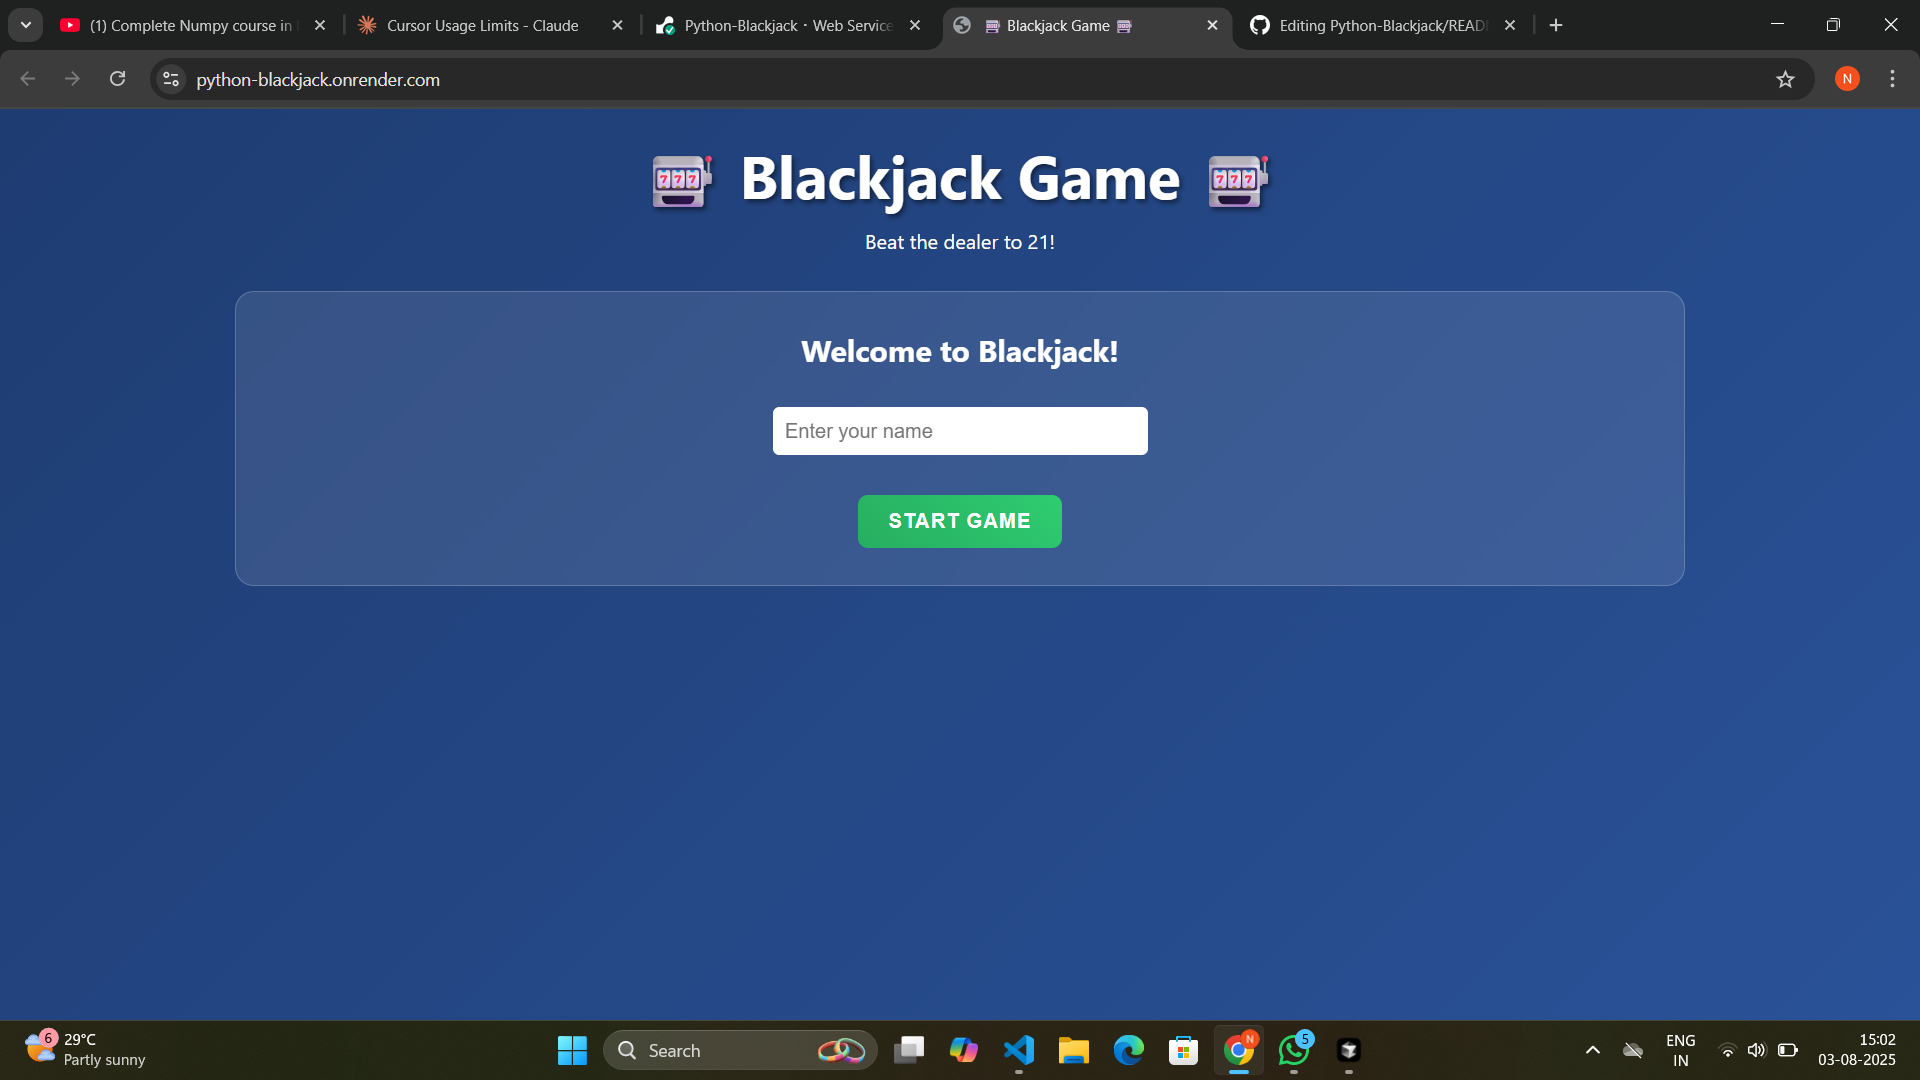 (1) Complete Numpy course in
Cursor Usage Limits - Claude
Python-Blackjack · Web Service
🎰 Blackjack Game 🎰
Editing Python-Blackjack/READ
python-blackjack.onrender.com
N
🎰 Blackjack Game 🎰
Beat the dealer to 21!
Welcome to Blackjack!
Enter your name
START GAME
6
29°C
Partly sunny
Search
N
5
ENG
IN
15:02
03-08-2025